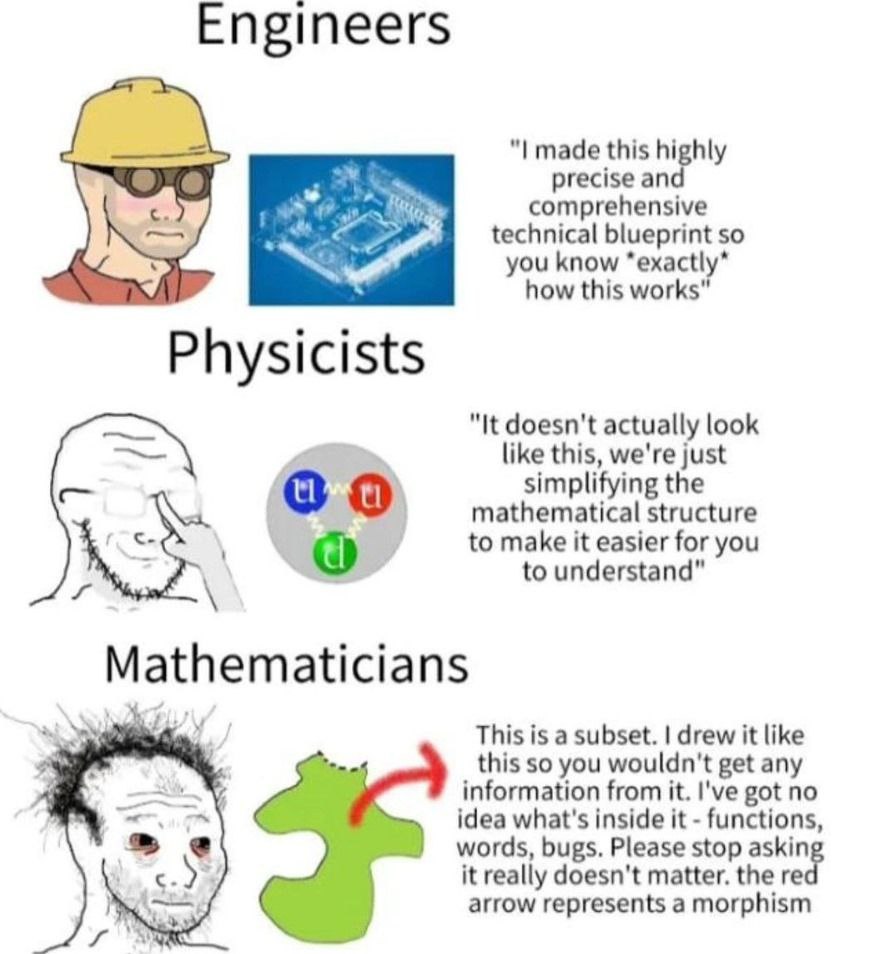 Engineers
"I made this highly
precise and
comprehensive
technical blueprint so
you know *exactly*
how this works"
Physicists
"It doesn't actually look
like this, we're just
simplifying the
mathematical structure
to make it easier for you
to understand"
u u
d
Mathematicians
This is a subset. I drew it like
this so you wouldn't get any
information from it. I've got no
idea what's inside it - functions,
words, bugs. Please stop asking
it really doesn't matter. the red
arrow represents a morphism